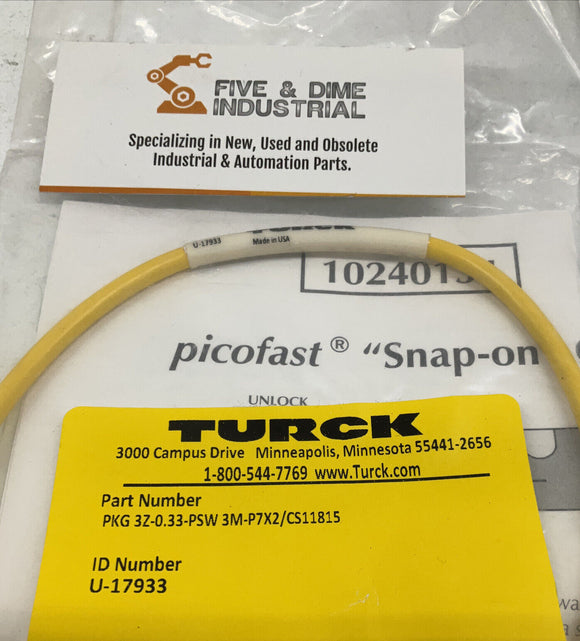 FIVE & DIME
INDUSTRIAL
Specializing in New, Used and Obsolete
Industrial & Automation Parts.
TURCK
U-17933 Made in USA
picofast® "Snap-on
UNLOCK
TURCK
3000 Campus Drive Minneapolis, Minnesota 55441-2656
1-800-544-7769 www.Turck.com
Part Number
PKG 3Z-0.33-PSW 3M-P7X2/CS11815
ID Number
U-17933